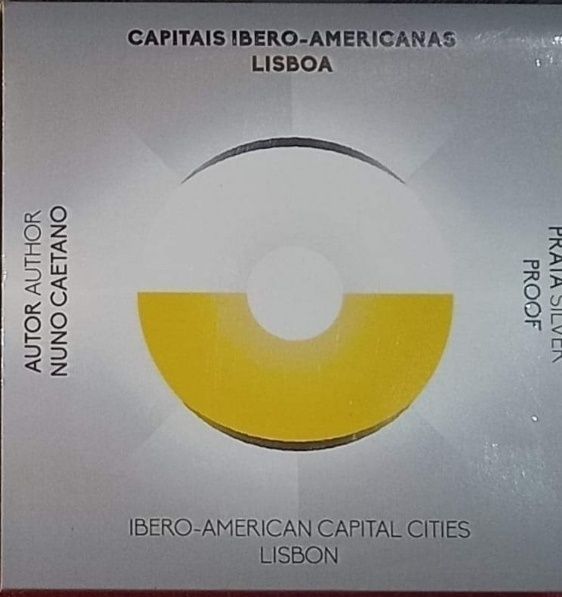 CAPITAIS IBERO-AMERICANAS
LISBOA
AUTOR AUTHOR
NUNO CAETANO
PRATA SILVER
PROOF
IBERO-AMERICAN CAPITAL CITIES
LISBON